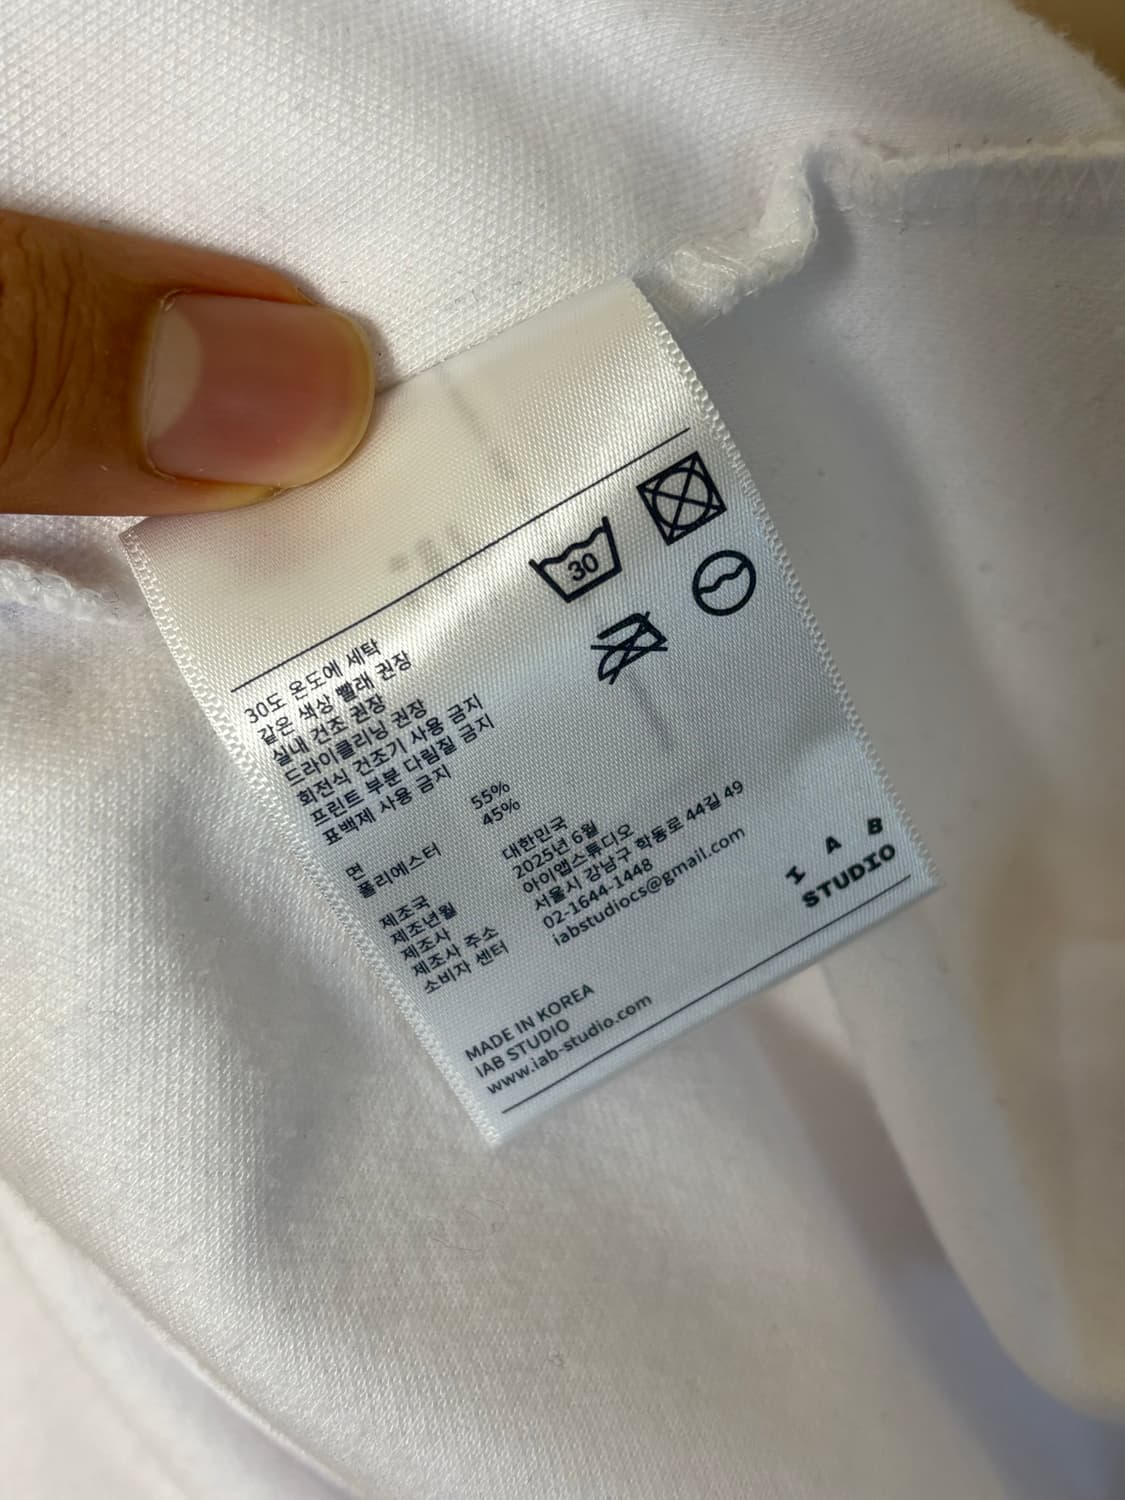 30
30도 온도에 세탁
같은 색상 빨래 권장
실내 건조 권장
드라이클리닝 권장
회전식 건조기 사용 금지
프린트 부분 다림질 금지
표백제 사용 금지
면 55%
폴리에스터 45%
제조국 대한민국
제조년월 2025년 6월
제조사 아이앱스튜디오
제조사 주소 서울시 강남구 학동로 44길 49
소비자 센터 02-1644-1448
iabstudiocs@gmail.com
I A B
STUDIO
MADE IN KOREA
IAB STUDIO
www.iab-studio.com